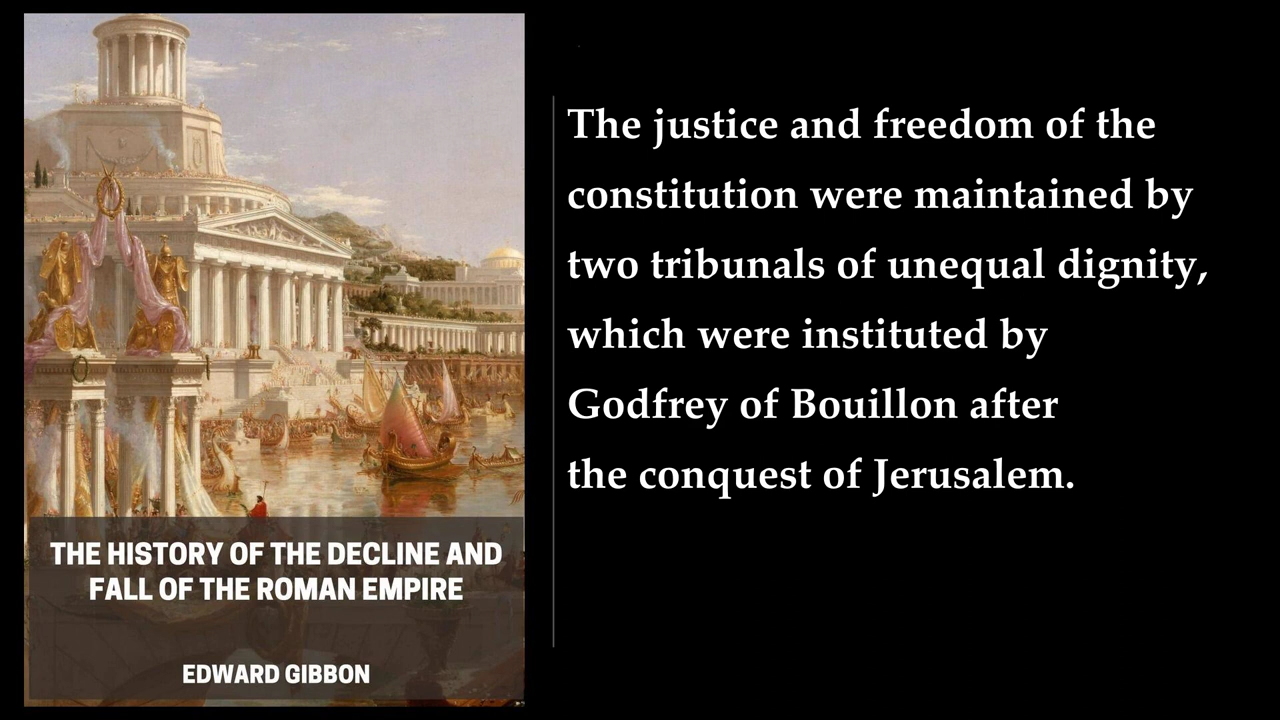 THE HISTORY OF THE DECLINE AND
FALL OF THE ROMAN EMPIRE
EDWARD GIBBON
The justice and freedom of the
constitution were maintained by
two tribunals of unequal dignity,
which were instituted by
Godfrey of Bouillon after
the conquest of Jerusalem.